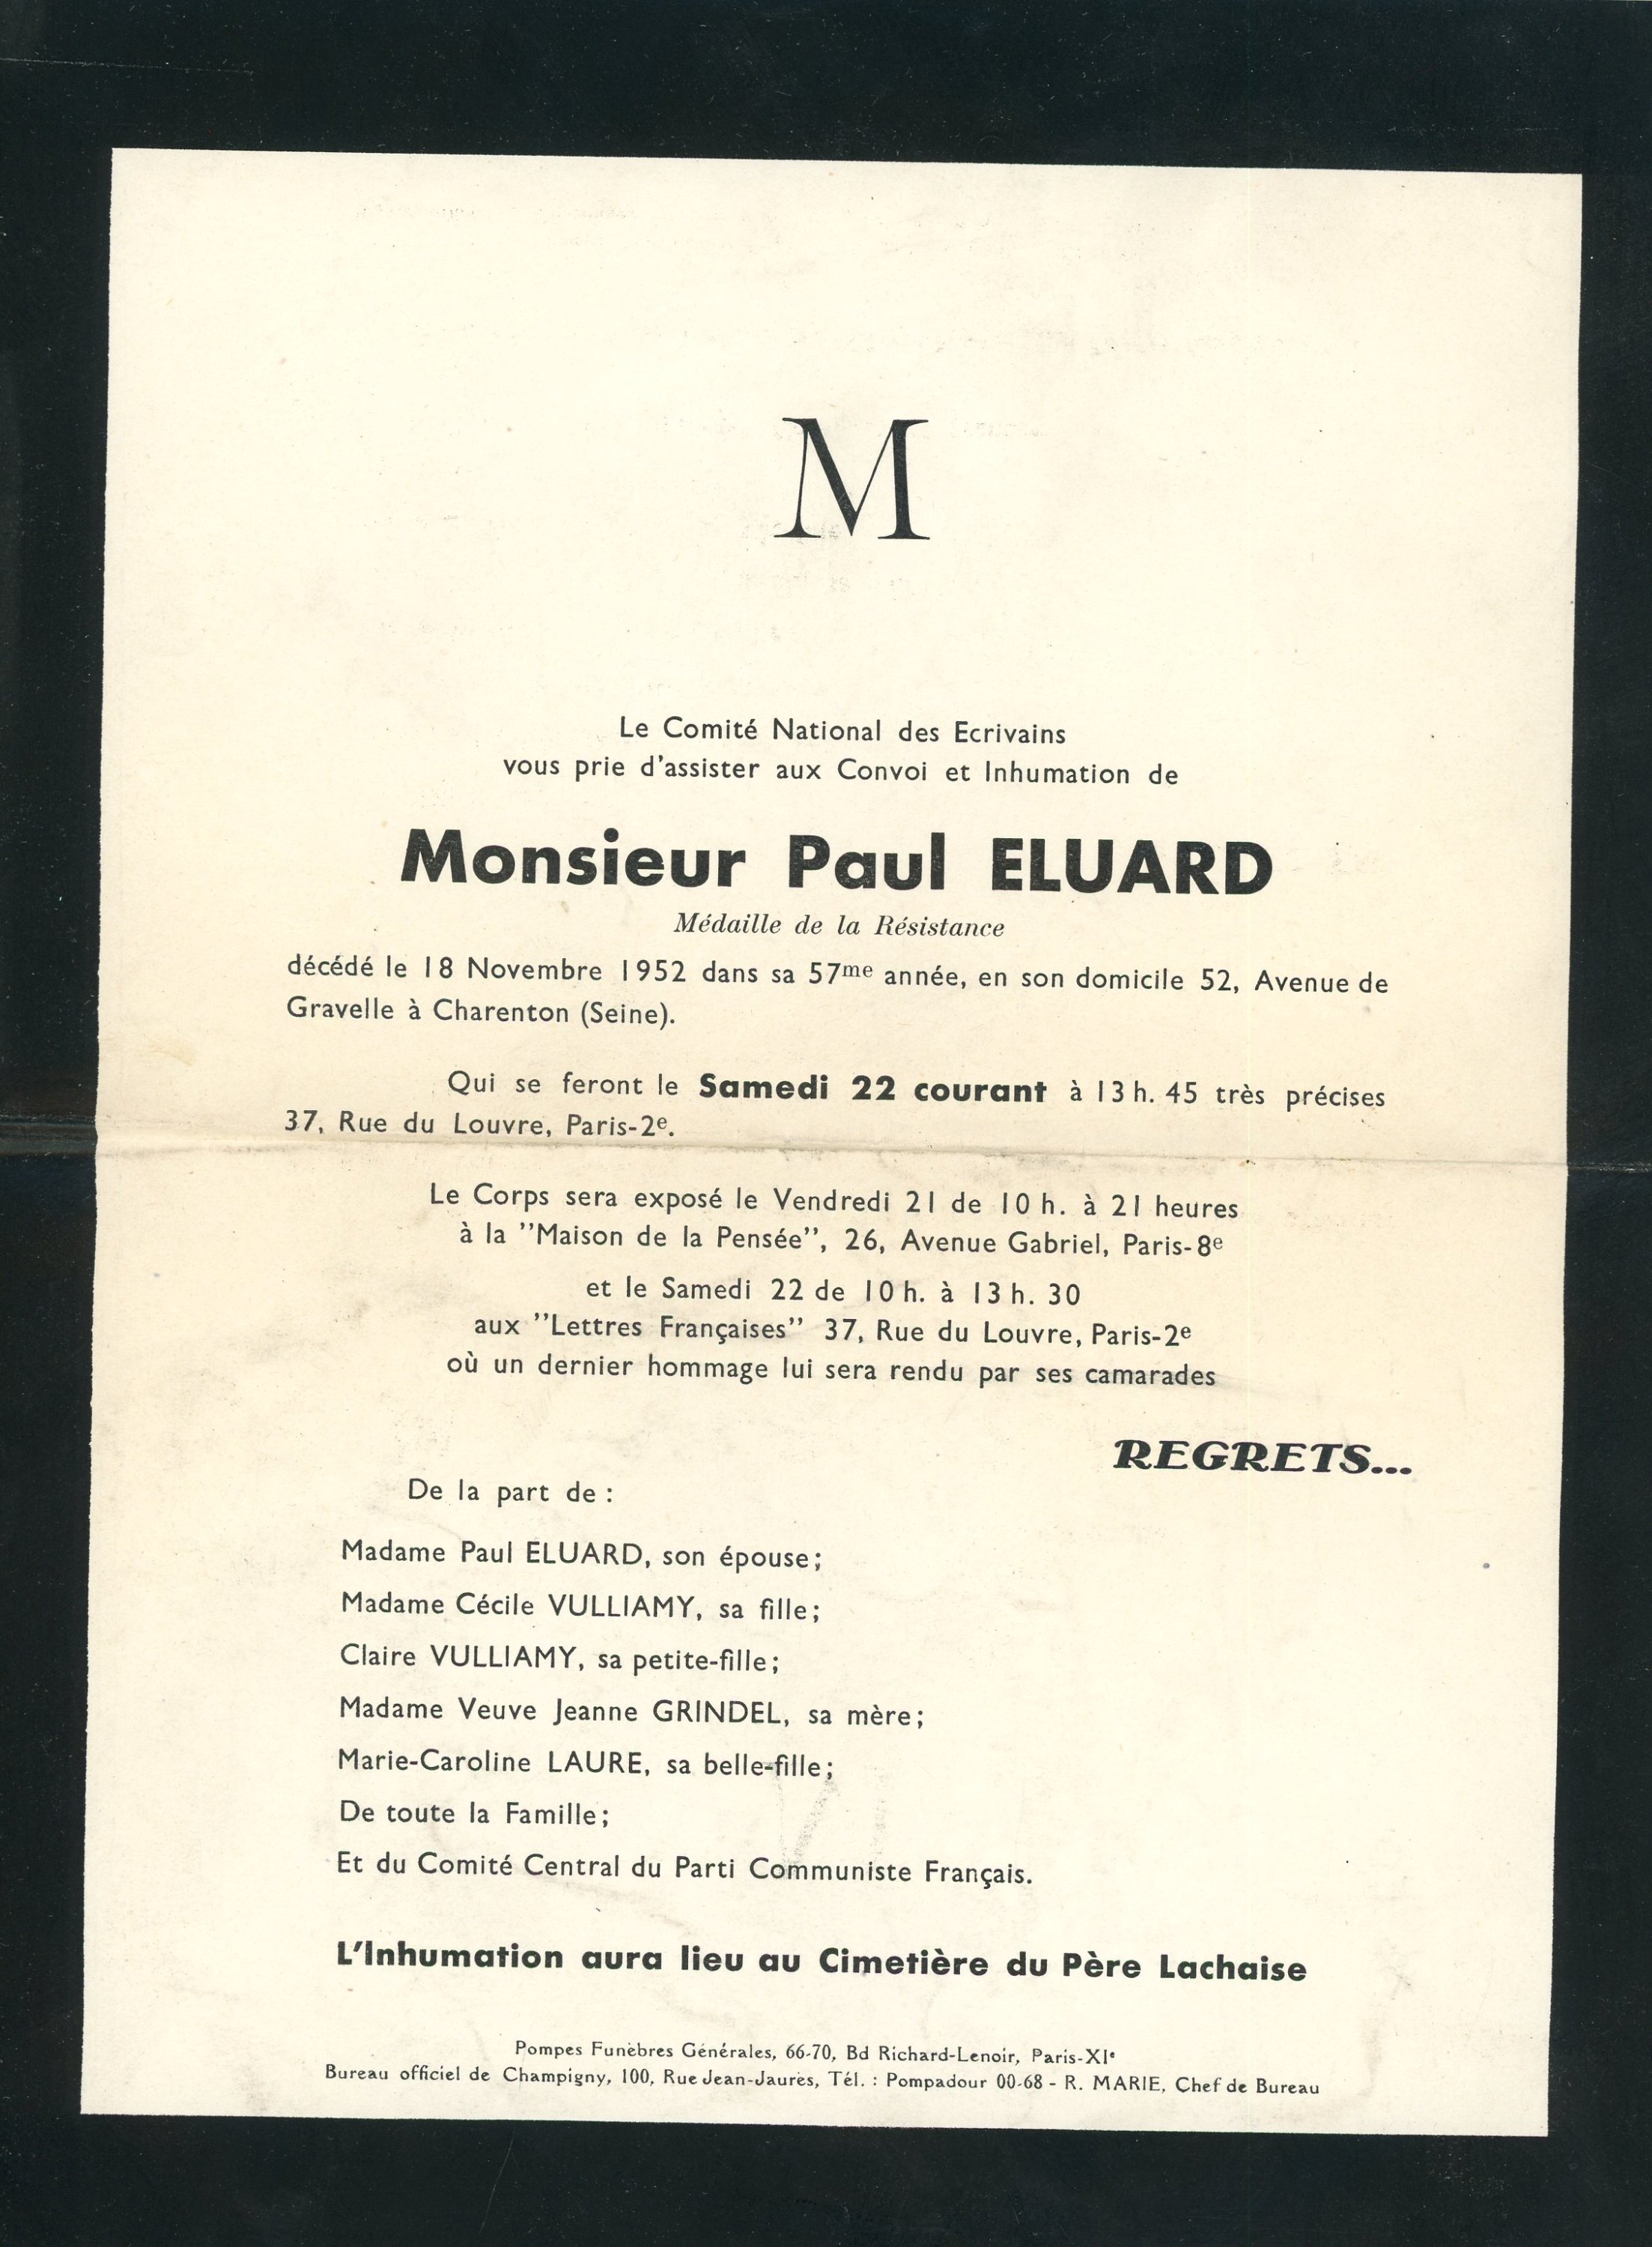 M
Le Comité National des Ecrivains
vous prie d'assister aux Convoi et Inhumation de
Monsieur Paul ELUARD
Médaille de la Résistance
décédé le 18 Novembre 1952 dans sa 57me année, en son domicile 52, Avenue de
Gravelle à Charenton (Seine).
Qui se feront le Samedi 22 courant à 13 h. 45 très précises
37, Rue du Louvre, Paris-2e.
Le Corps sera exposé le Vendredi 21 de 10 h. à 21 heures
à la "Maison de la Pensée", 26, Avenue Gabriel, Paris-8e
et le Samedi 22 de 10 h. à 13 h. 30
aux "Lettres Françaises" 37, Rue du Louvre, Paris-2e
où un dernier hommage lui sera rendu par ses camarades
REGRETS...
De la part de :
Madame Paul ELUARD, son épouse ;
Madame Cécile VULLIAMY, sa fille ;
Claire VULLIAMY, sa petite-fille ;
Madame Veuve Jeanne GRINDEL, sa mère ;
Marie-Caroline LAURE, sa belle-fille ;
De toute la Famille ;
Et du Comité Central du Parti Communiste Français.
L'Inhumation aura lieu au Cimetière du Père Lachaise
Pompes Funèbres Générales, 66-70, Bd Richard-Lenoir, Paris-XIe
Bureau officiel de Champigny, 100, Rue Jean-Jaurès, Tél. : Pompadour 00-68 - R. MARIE, Chef de Bureau